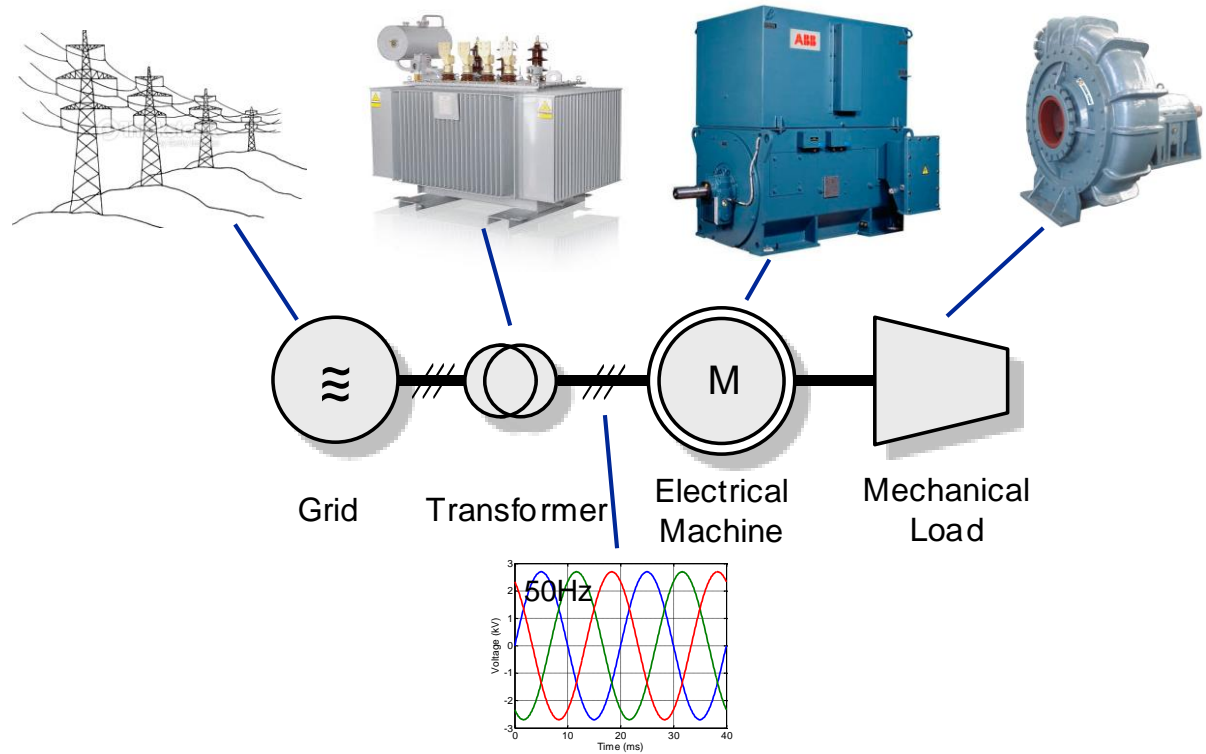 ABB
M
Grid
Transformer
Electrical
Machine
Mechanical
Load
50Hz
Voltage (kV)
3
2
1
0
-1
-2
-3
0
10
20
30
40
Time (ms)